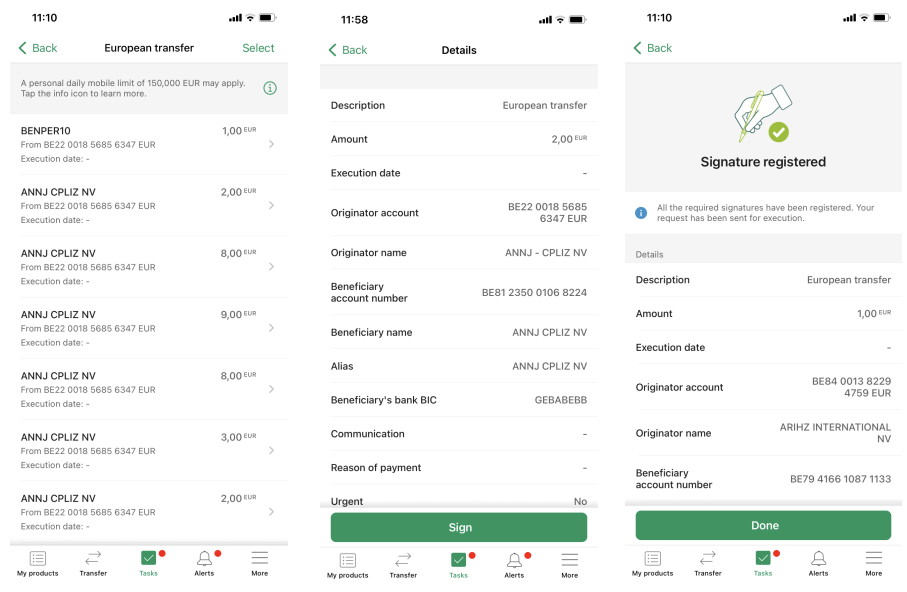 11:10
Back European transfer Select
A personal daily mobile limit of 150,000 EUR may apply.
Tap the info icon to learn more.
BENPER10 1,00 EUR
From BE22 0018 5685 6347 EUR
Execution date: -
ANNJ CPLIZ NV 2,00 EUR
From BE22 0018 5685 6347 EUR
Execution date: -
ANNJ CPLIZ NV 8,00 EUR
From BE22 0018 5685 6347 EUR
Execution date: -
ANNJ CPLIZ NV 9,00 EUR
From BE22 0018 5685 6347 EUR
Execution date: -
ANNJ CPLIZ NV 8,00 EUR
From BE22 0018 5685 6347 EUR
Execution date: -
ANNJ CPLIZ NV 3,00 EUR
From BE22 0018 5685 6347 EUR
Execution date: -
ANNJ CPLIZ NV 2,00 EUR
From BE22 0018 5685 6347 EUR
Execution date: -
My products Transfer Tasks Alerts More
11:58
Back Details
Description European transfer
Amount 2,00 EUR
Execution date -
Originator account BE22 0018 5685
6347 EUR
Originator name ANNJ - CPLIZ NV
Beneficiary
account number BE81 2350 0106 8224
Beneficiary name ANNJ CPLIZ NV
Alias ANNJ CPLIZ NV
Beneficiary's bank BIC GEBABEBB
Communication -
Reason of payment -
Urgent No
Sign
My products Transfer Tasks Alerts More
11:10
Back
Signature registered
All the required signatures have been registered. Your
request has been sent for execution.
Details
Description European transfer
Amount 1,00 EUR
Execution date -
Originator account BE84 0013 8229
4759 EUR
Originator name ARIHZ INTERNATIONAL
NV
Beneficiary
account number BE79 4166 1087 1133
Done
My products Transfer Tasks Alerts More